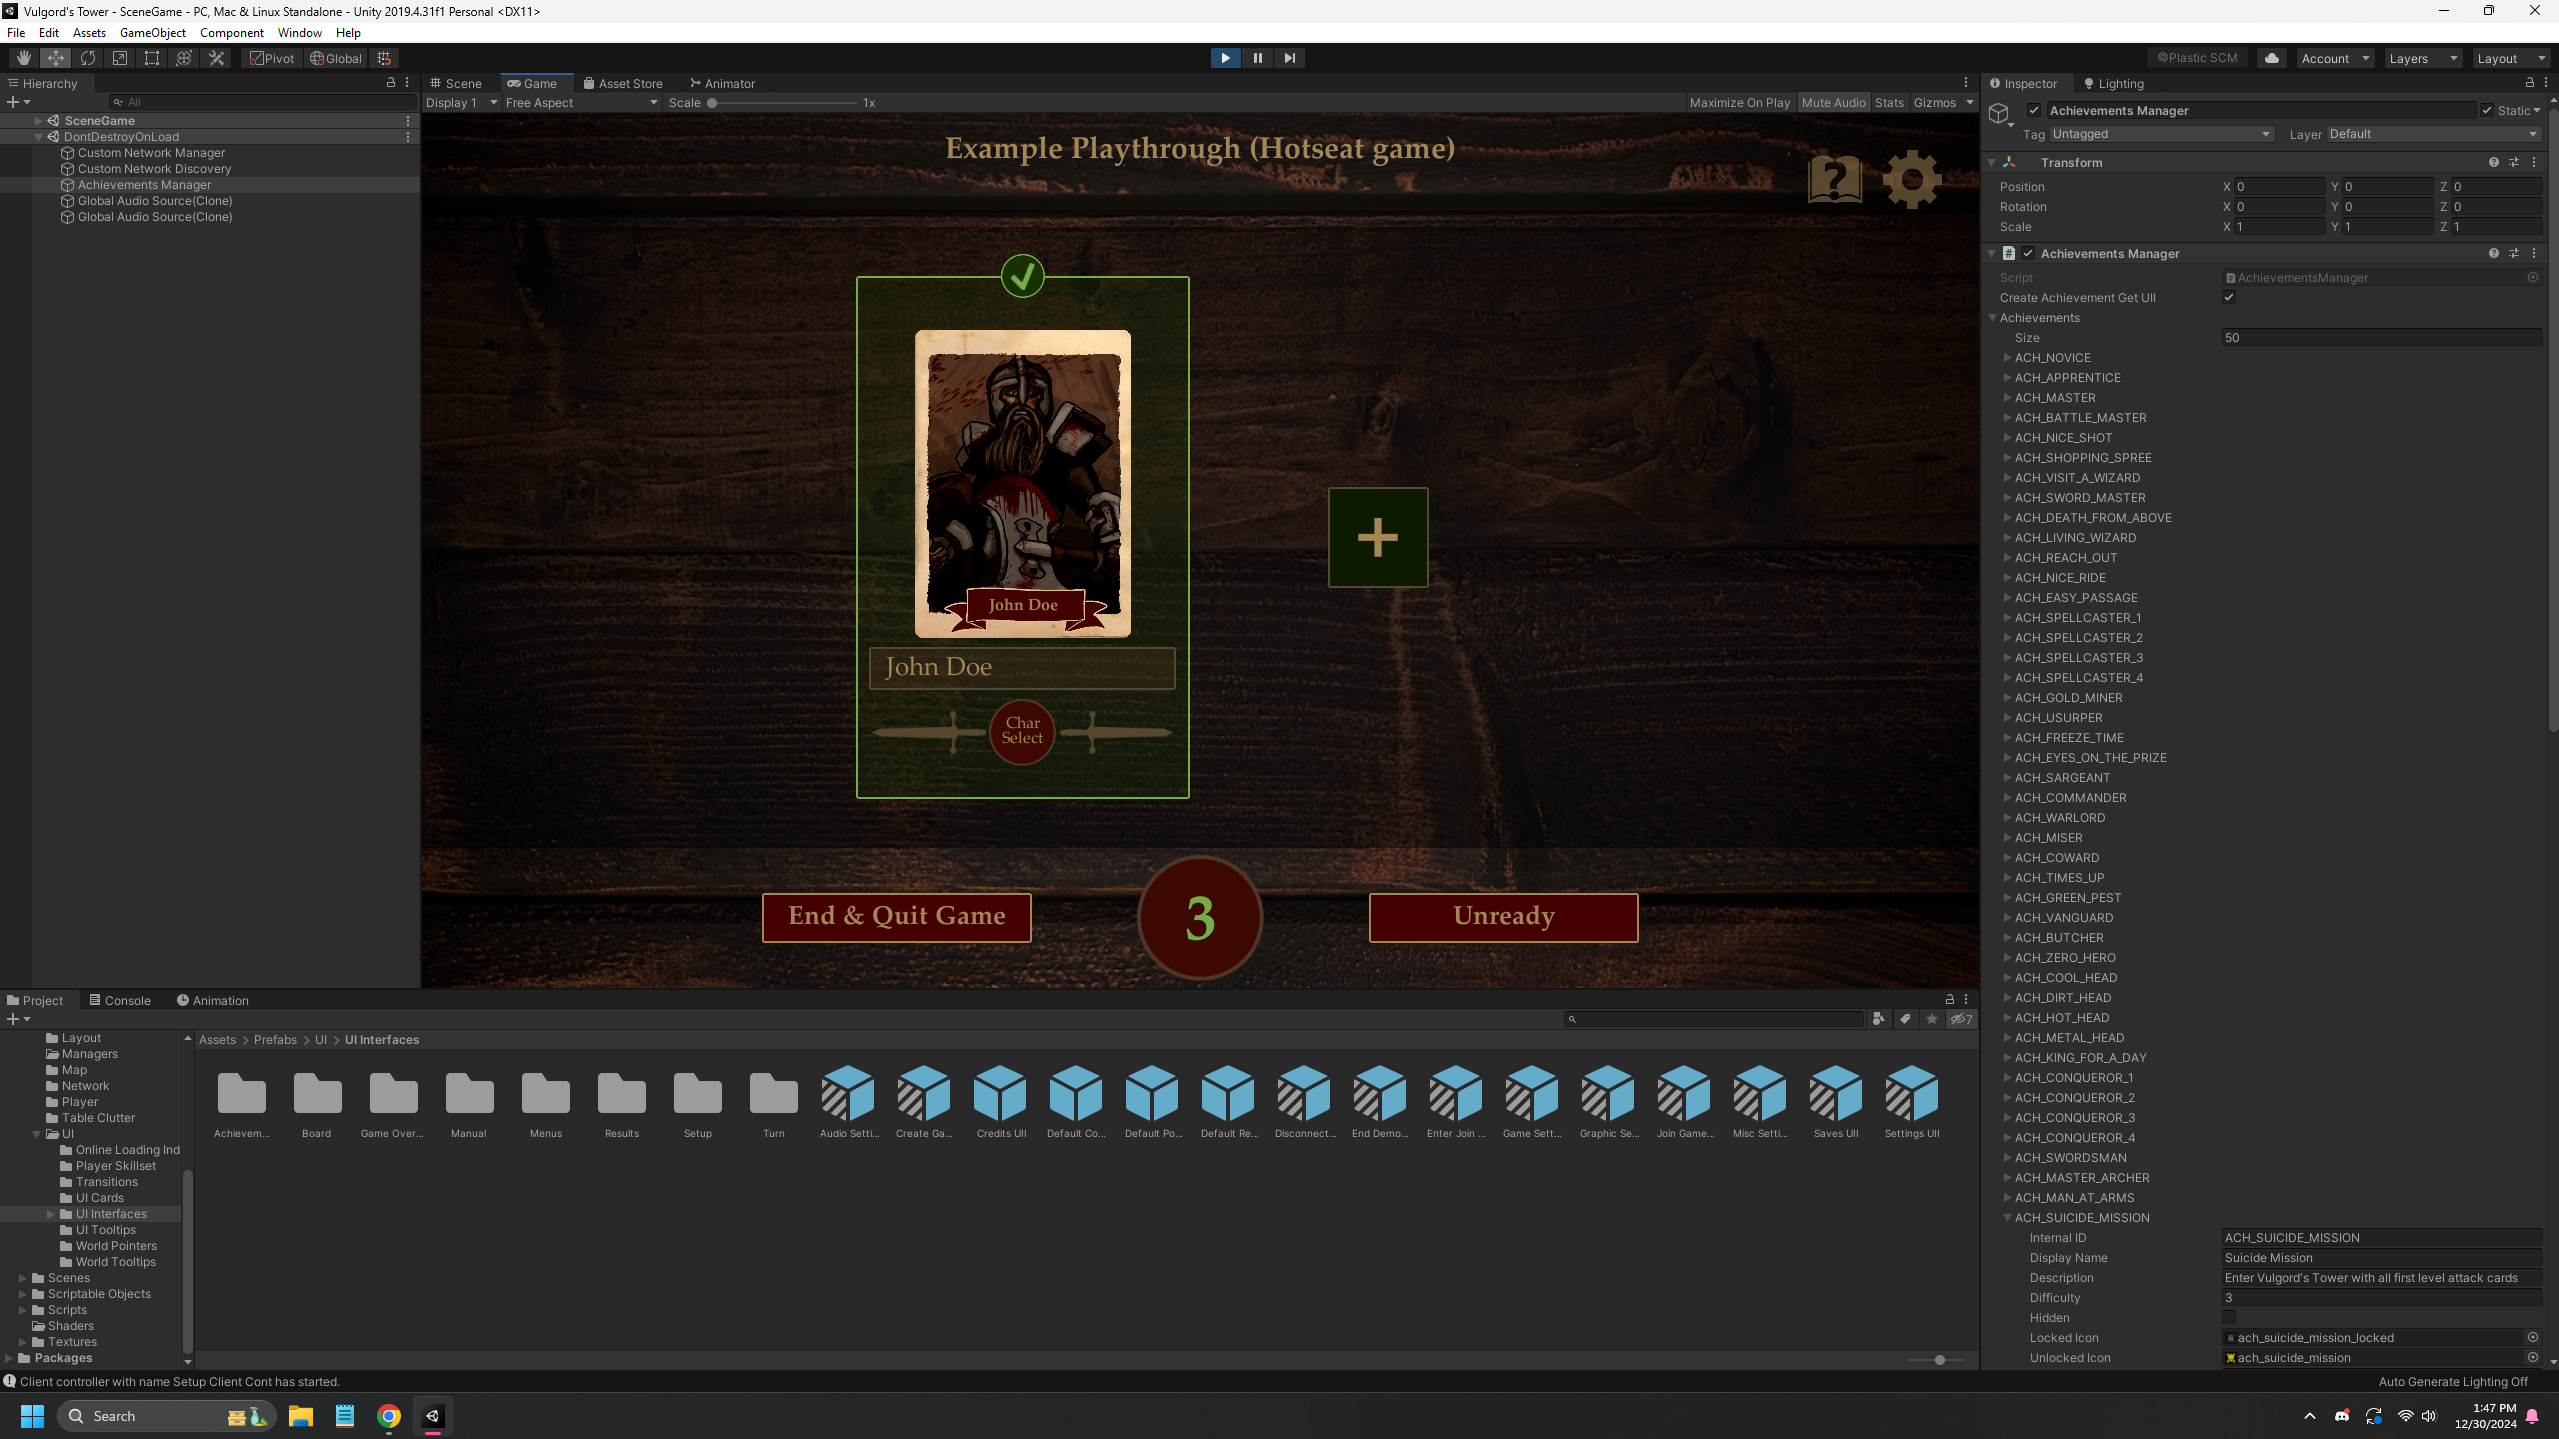 Vulgord's Tower - SceneGame - PC, Mac & Linux Standalone - Unity 2019.4.31f1 Personal <DX11>
File Edit Assets GameObject Component Window Help
Pivot Global Plastic SCM Account Layers Layout
Hierarchy
All
SceneGame
DontDestroyOnLoad
Custom Network Manager
Custom Network Discovery
Achievements Manager
Global Audio Source(Clone)
Global Audio Source(Clone)
Scene Game Asset Store Animator
Display 1 Free Aspect Scale 1x Maximize On Play Mute Audio Stats Gizmos
Example Playthrough (Hotseat game)
John Doe
John Doe
Char
Select
End & Quit Game
3
Unready
Inspector Lighting
Achievements Manager Static
Tag Untagged Layer Default
Transform
Position X 0 Y 0 Z 0
Rotation X 0 Y 0 Z 0
Scale X 1 Y 1 Z 1
Achievements Manager
Script AchievementsManager
Create Achievement Get UII
Achievements
Size 50
ACH_NOVICE
ACH_APPRENTICE
ACH_MASTER
ACH_BATTLE_MASTER
ACH_NICE_SHOT
ACH_SHOPPING_SPREE
ACH_VISIT_A_WIZARD
ACH_SWORD_MASTER
ACH_DEATH_FROM_ABOVE
ACH_LIVING_WIZARD
ACH_REACH_OUT
ACH_NICE_RIDE
ACH_EASY_PASSAGE
ACH_SPELLCASTER_1
ACH_SPELLCASTER_2
ACH_SPELLCASTER_3
ACH_SPELLCASTER_4
ACH_GOLD_MINER
ACH_USURPER
ACH_FREEZE_TIME
ACH_EYES_ON_THE_PRIZE
ACH_SARGEANT
ACH_COMMANDER
ACH_WARLORD
ACH_MISER
ACH_COWARD
ACH_TIMES_UP
ACH_GREEN_PEST
ACH_VANGUARD
ACH_BUTCHER
ACH_ZERO_HERO
ACH_COOL_HEAD
ACH_DIRT_HEAD
ACH_HOT_HEAD
ACH_METAL_HEAD
ACH_KING_FOR_A_DAY
ACH_CONQUEROR_1
ACH_CONQUEROR_2
ACH_CONQUEROR_3
ACH_CONQUEROR_4
ACH_SWORDSMAN
ACH_MASTER_ARCHER
ACH_MAN_AT_ARMS
ACH_SUICIDE_MISSION
Internal ID ACH_SUICIDE_MISSION
Display Name Suicide Mission
Description Enter Vulgord's Tower with all first level attack cards
Difficulty 3
Hidden
Locked Icon ach_suicide_mission_locked
Unlocked Icon ach_suicide_mission
Project Console Animation
7
Layout
Managers
Map
Network
Player
Table Clutter
UI
Online Loading Ind
Player Skillset
Transitions
UI Cards
UI Interfaces
UI Tooltips
World Pointers
World Tooltips
Scenes
Scriptable Objects
Scripts
Shaders
Textures
Packages
Assets > Prefabs > UI > UI Interfaces
Achievem... Board Game Over... Manual Menus Results Setup Turn Audio Setti... Create Ga... Credits UII Default Co... Default Po... Default Re... Disconnect... End Demo... Enter Join ... Game Sett... Graphic Se... Join Game... Misc Setti... Saves UII Settings UII
Client controller with name Setup Client Cont has started.
Auto Generate Lighting Off
Search
1:47 PM
12/30/2024